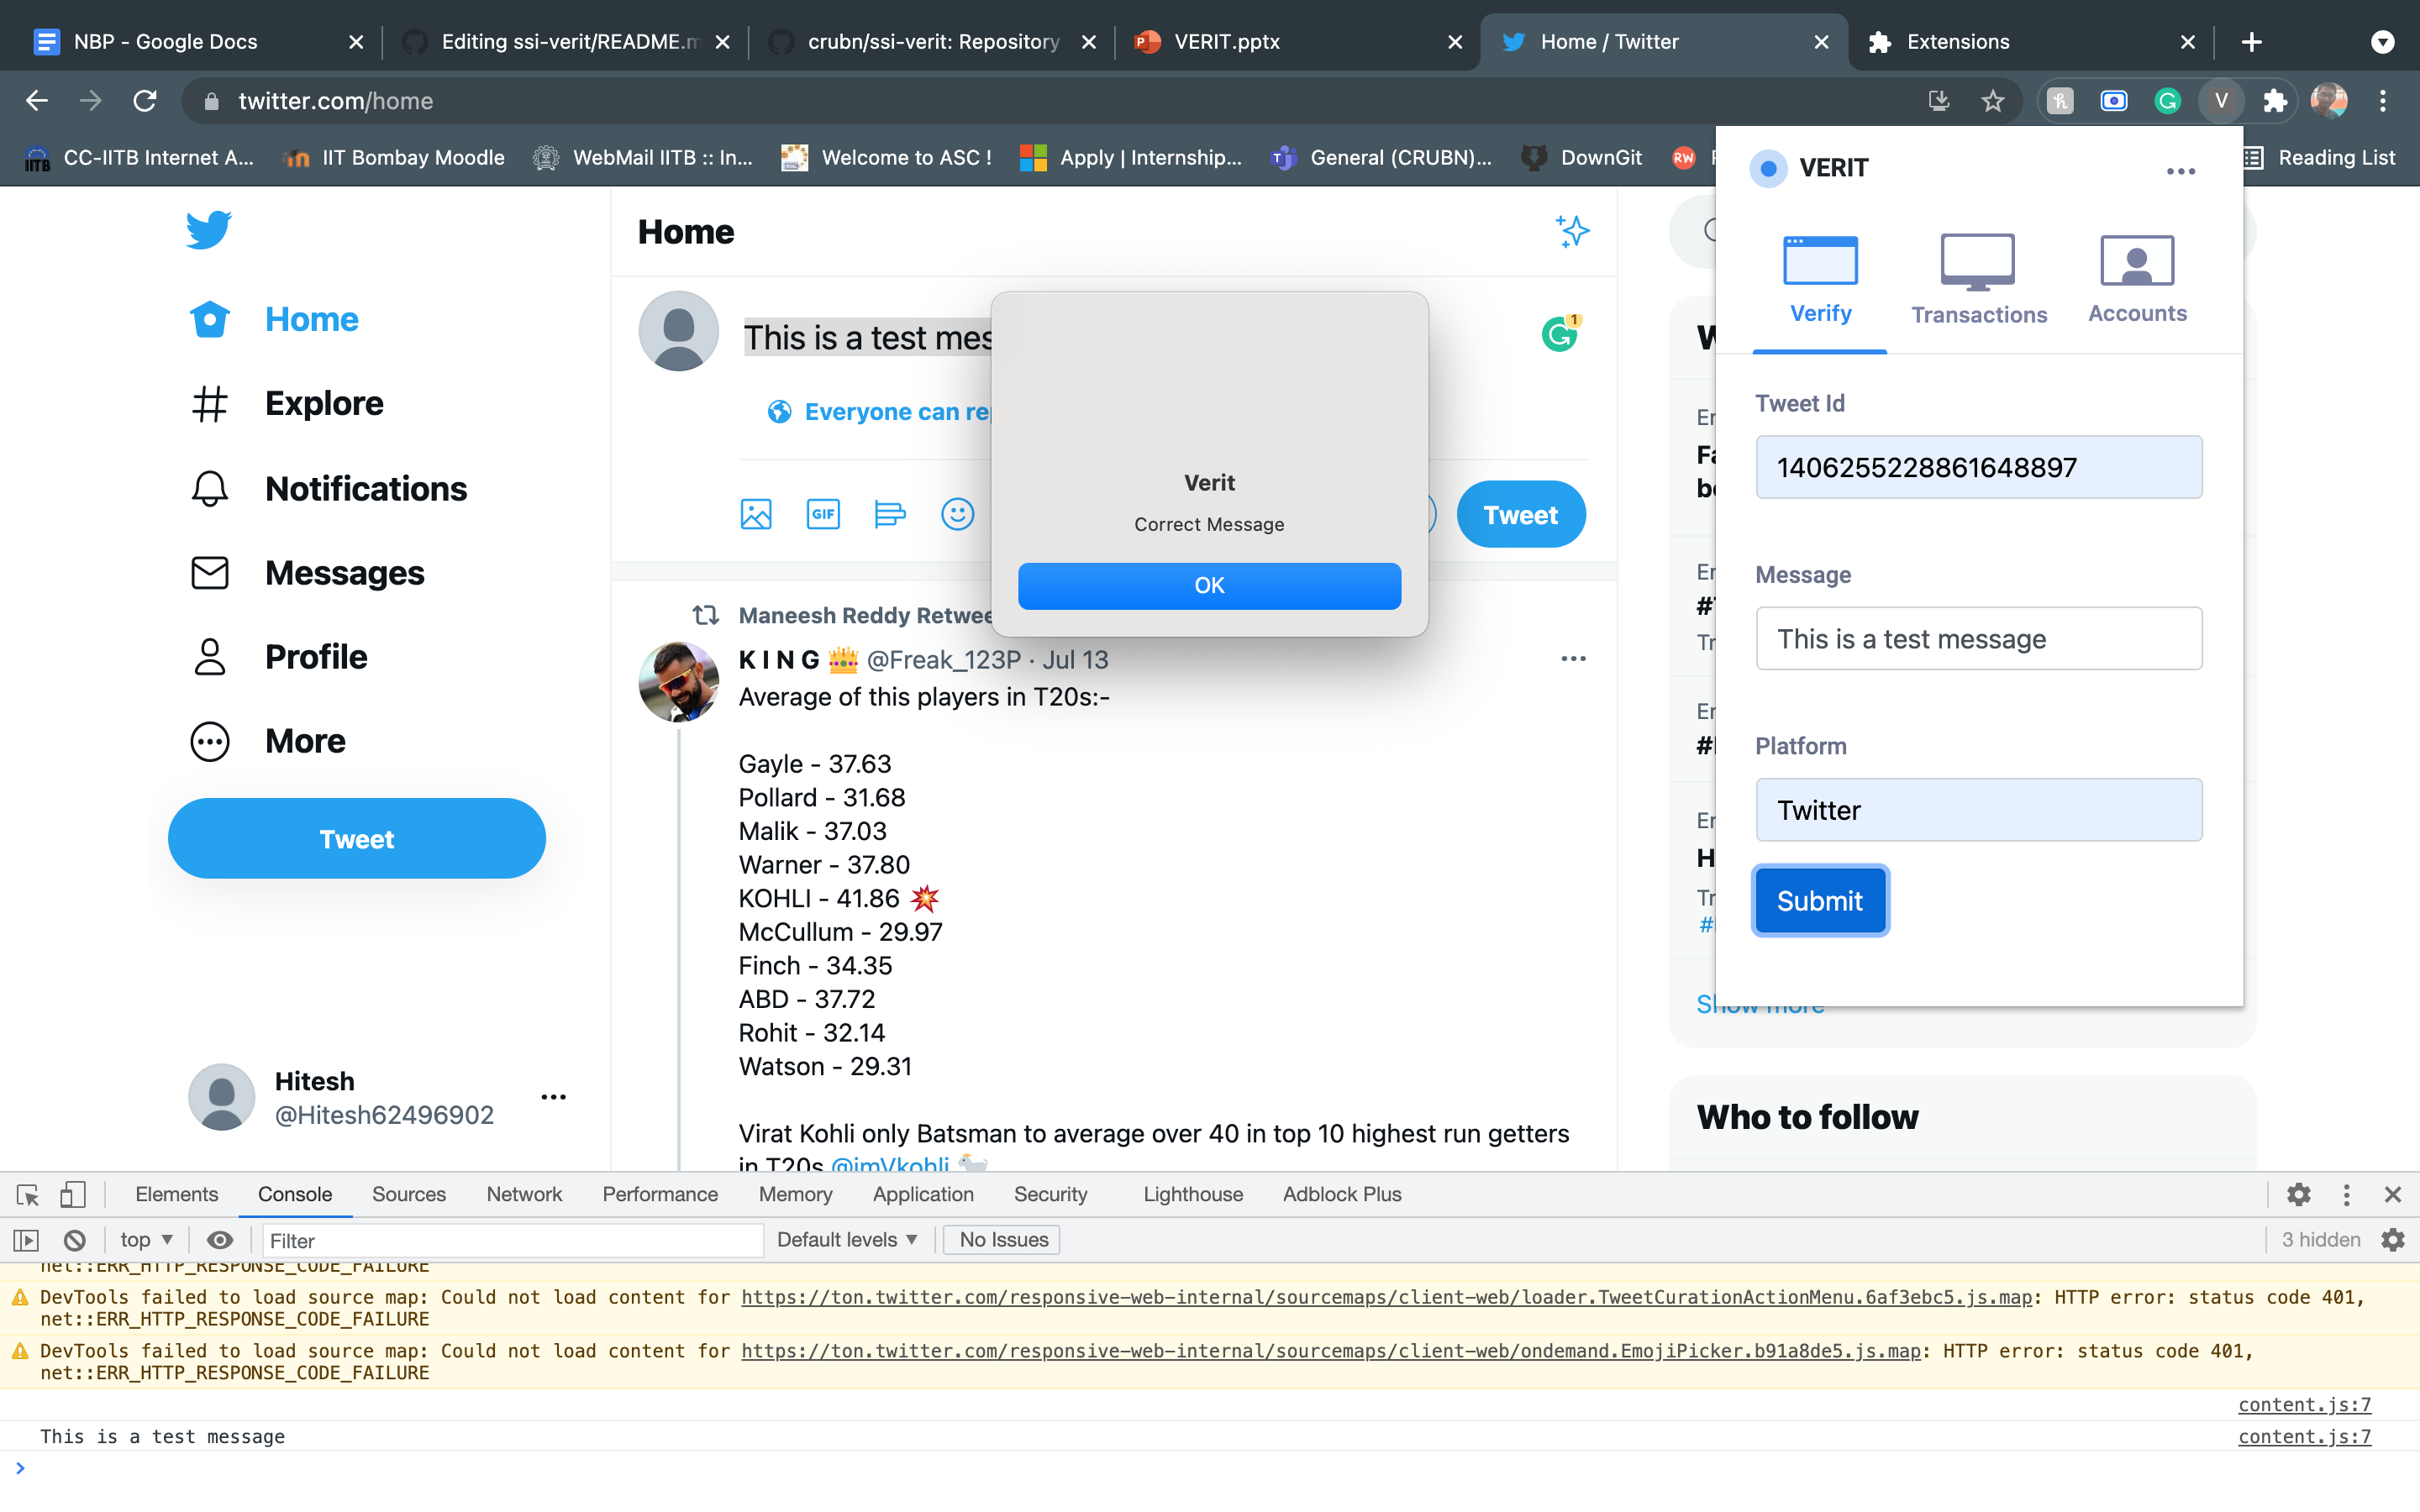 NBP - Google Docs
Editing ssi-verit/README.m
crubn/ssi-verit: Repository
VERIT.pptx
Home / Twitter
Extensions
twitter.com/home
V
CC-IITB Internet A...
IIT Bombay Moodle
WebMail IITB :: In...
Welcome to ASC !
Apply | Internship...
General (CRUBN)...
DownGit
RW
Reading List
Home
Explore
Notifications
Messages
Profile
More
Tweet
Hitesh
@Hitesh62496902
Home
This is a test mes
1
Everyone can re
GIF
Tweet
Maneesh Reddy Retwee
K I N G 👑 @Freak_123P · Jul 13
Average of this players in T20s:-
Gayle - 37.63
Pollard - 31.68
Malik - 37.03
Warner - 37.80
KOHLI - 41.86 💥
McCullum - 29.97
Finch - 34.35
ABD - 37.72
Rohit - 32.14
Watson - 29.31
Virat Kohli only Batsman to average over 40 in top 10 highest run getters
in T20s @imVkohli 🐐
Verit
Correct Message
OK
VERIT
Verify
Transactions
Accounts
Tweet Id
1406255228861648897
Message
This is a test message
Platform
Twitter
Submit
Show more
Who to follow
Elements
Console
Sources
Network
Performance
Memory
Application
Security
Lighthouse
Adblock Plus
top
Filter
Default levels
No Issues
3 hidden
net::ERR_HTTP_RESPONSE_CODE_FAILURE
DevTools failed to load source map: Could not load content for https://ton.twitter.com/responsive-web-internal/sourcemaps/client-web/loader.TweetCurationActionMenu.6af3ebc5.js.map: HTTP error: status code 401,
net::ERR_HTTP_RESPONSE_CODE_FAILURE
DevTools failed to load source map: Could not load content for https://ton.twitter.com/responsive-web-internal/sourcemaps/client-web/ondemand.EmojiPicker.b91a8de5.js.map: HTTP error: status code 401,
net::ERR_HTTP_RESPONSE_CODE_FAILURE
content.js:7
This is a test message
content.js:7